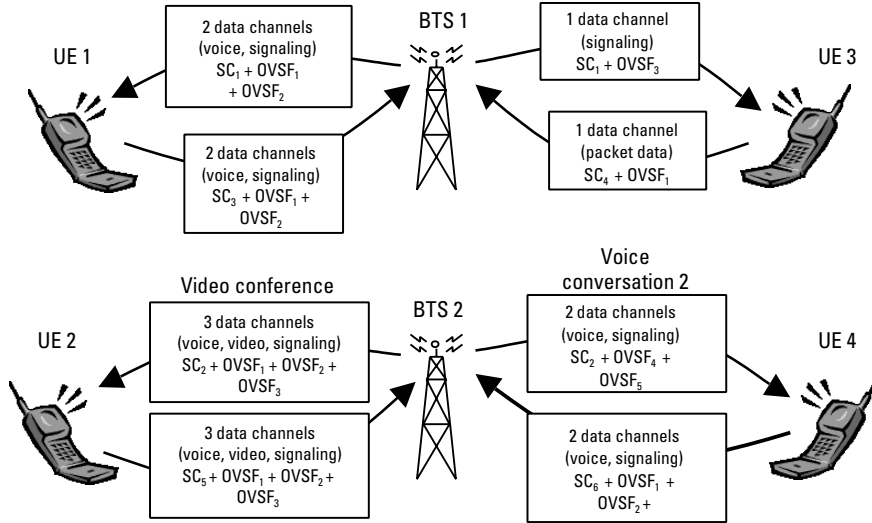 BTS 1
UE 1
UE 3
2 data channels
(voice, signaling)
SC₁ + OVSF₁
+ OVSF₂
1 data channel
(signaling)
SC₁ + OVSF₃
2 data channels
(voice, signaling)
SC₃ + OVSF₁ +
OVSF₂
1 data channel
(packet data)
SC₄ + OVSF₁
Video conference
Voice
conversation 2
BTS 2
UE 2
UE 4
3 data channels
(voice, video, signaling)
SC₂ + OVSF₁ + OVSF₂ +
OVSF₃
2 data channels
(voice, signaling)
SC₂ + OVSF₄ +
OVSF₅
3 data channels
(voice, video, signaling)
SC₅ + OVSF₁ + OVSF₂ +
OVSF₃
2 data channels
(voice, signaling)
SC₆ + OVSF₁ +
OVSF₂ +